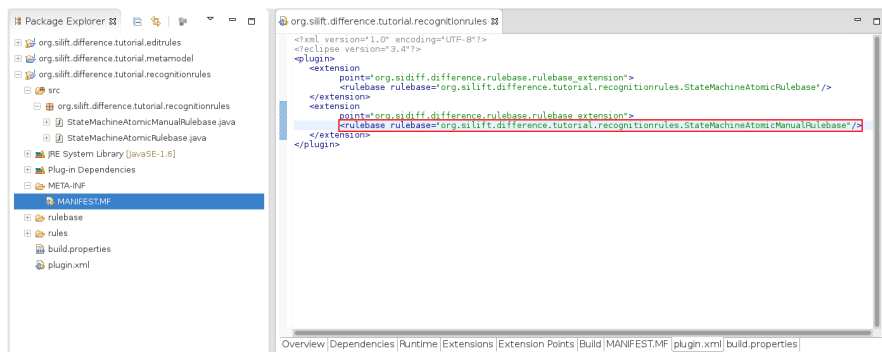 Package Explorer
org.silift.difference.tutorial.editrules
org.silift.difference.tutorial.metamodel
org.silift.difference.tutorial.recognitionrules
src
org.silift.difference.tutorial.recognitionrules
StateMachineAtomicManualRulebase.java
StateMachineAtomicRulebase.java
JRE System Library [JavaSE-1.6]
Plug-in Dependencies
META-INF
MANIFEST.MF
rulebase
rules
build.properties
plugin.xml
org.silift.difference.tutorial.recognitionrules
<?xml version="1.0" encoding="UTF-8"?>
<?eclipse version="3.4"?>
<plugin>
<extension
point="org.sidiff.difference.rulebase.rulebase_extension">
<rulebase rulebase="org.silift.difference.tutorial.recognitionrules.StateMachineAtomicRulebase"/>
</extension>
<extension
point="org.sidiff.difference.rulebase.rulebase_extension">
<rulebase rulebase="org.silift.difference.tutorial.recognitionrules.StateMachineAtomicManualRulebase"/>
</extension>
</plugin>
Overview Dependencies Runtime Extensions Extension Points Build MANIFEST.MF plugin.xml build.properties